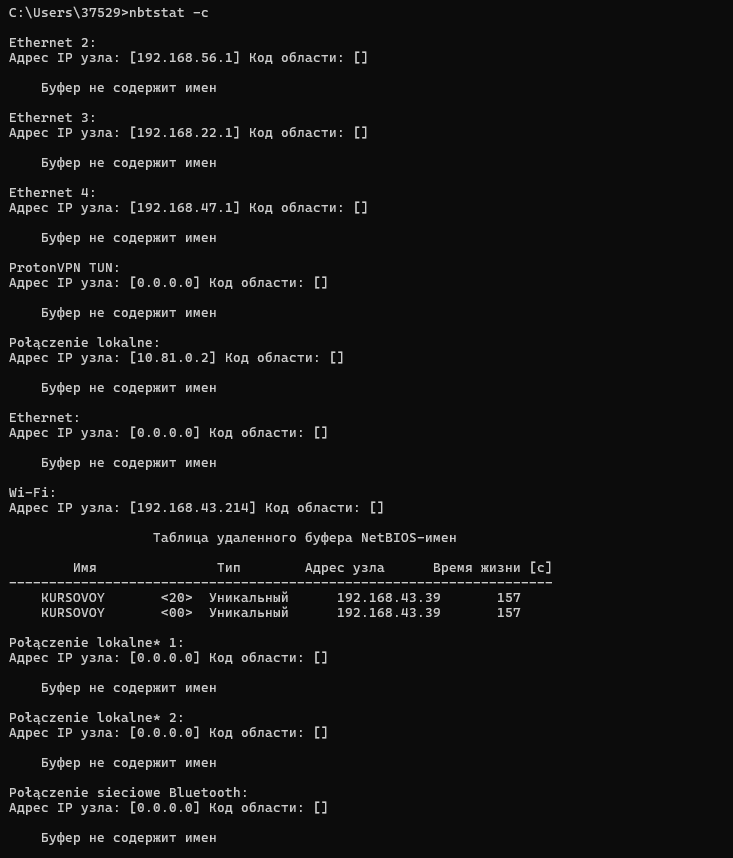 C:\Users\37529>nbtstat -c
Ethernet 2:
Адрес IP узла: [192.168.56.1] Код области: []
Буфер не содержит имен
Ethernet 3:
Адрес IP узла: [192.168.22.1] Код области: []
Буфер не содержит имен
Ethernet 4:
Адрес IP узла: [192.168.47.1] Код области: []
Буфер не содержит имен
ProtonVPN TUN:
Адрес IP узла: [0.0.0.0] Код области: []
Буфер не содержит имен
Połączenie lokalne:
Адрес IP узла: [10.81.0.2] Код области: []
Буфер не содержит имен
Ethernet:
Адрес IP узла: [0.0.0.0] Код области: []
Буфер не содержит имен
Wi-Fi:
Адрес IP узла: [192.168.43.214] Код области: []
Таблица удаленного буфера NetBIOS-имен
Имя Тип Адрес узла Время жизни [с]
--------------------------------------------------------------------
KURSOVOY <20> Уникальный 192.168.43.39 157
KURSOVOY <00> Уникальный 192.168.43.39 157
Połączenie lokalne* 1:
Адрес IP узла: [0.0.0.0] Код области: []
Буфер не содержит имен
Połączenie lokalne* 2:
Адрес IP узла: [0.0.0.0] Код области: []
Буфер не содержит имен
Połączenie sieciowe Bluetooth:
Адрес IP узла: [0.0.0.0] Код области: []
Буфер не содержит имен